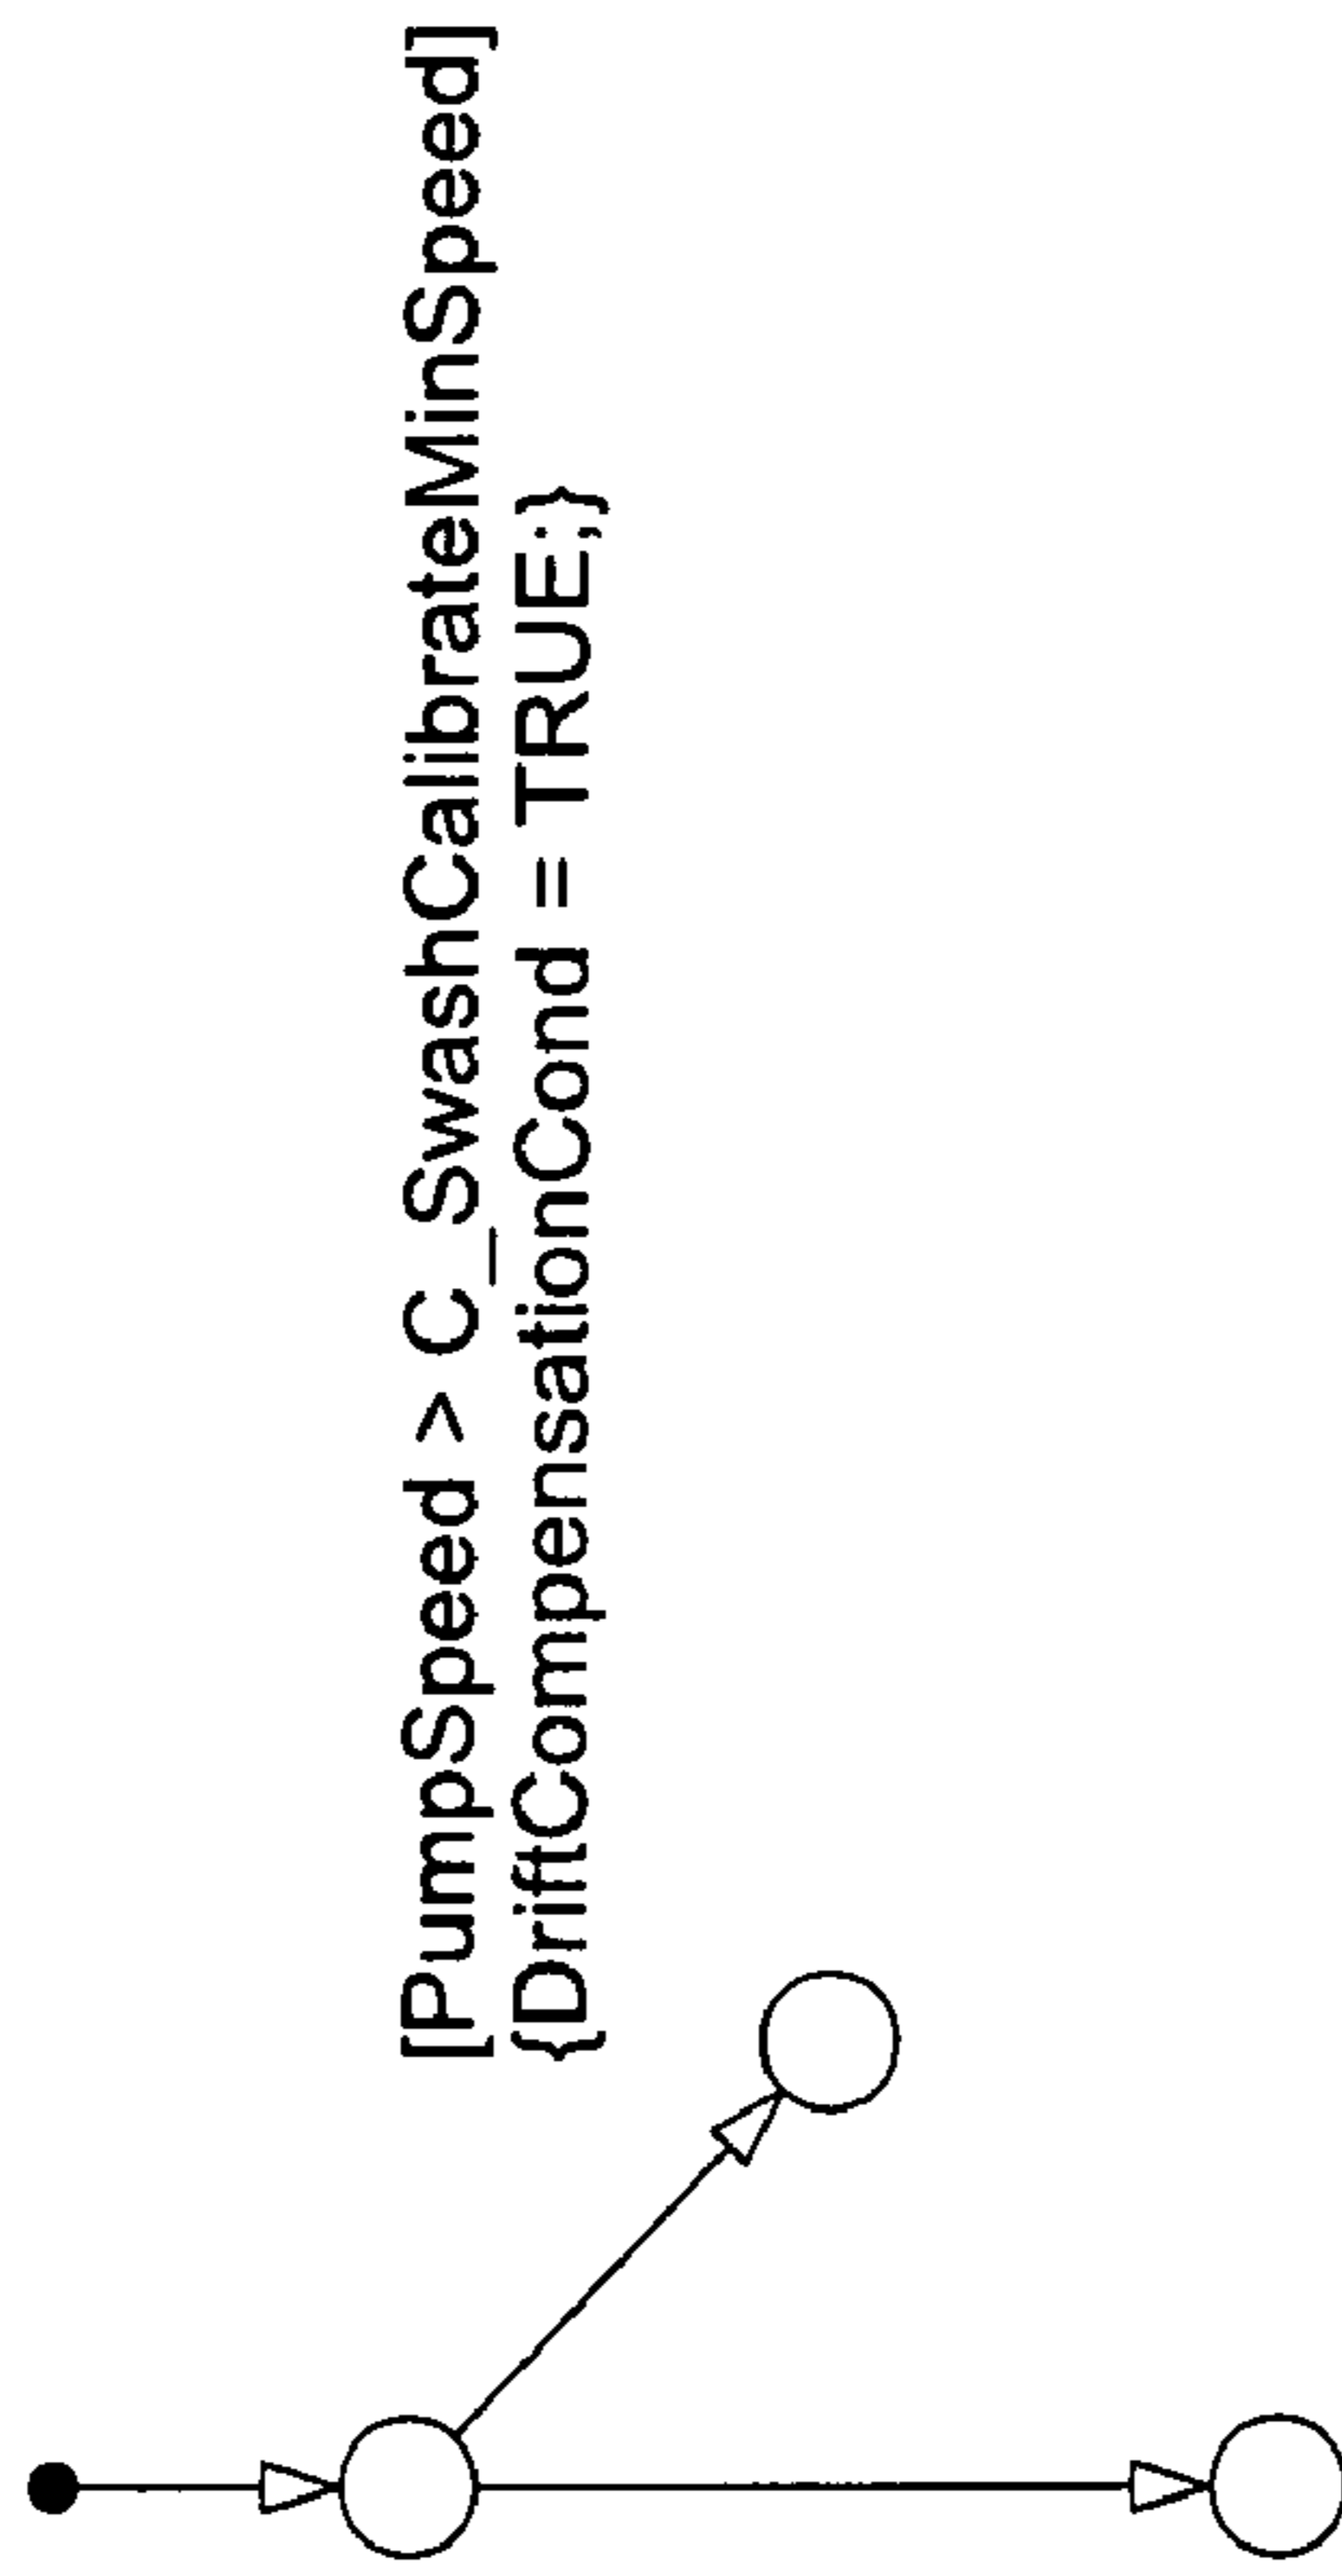 [PumpSpeed > C_SwashCalibrateMinSpeed]
{DriftCompensationCond = TRUE;}